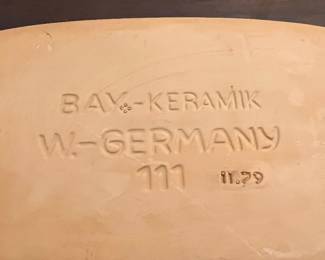 BAY-KERAMIK
W.-GERMANY
111 11.79